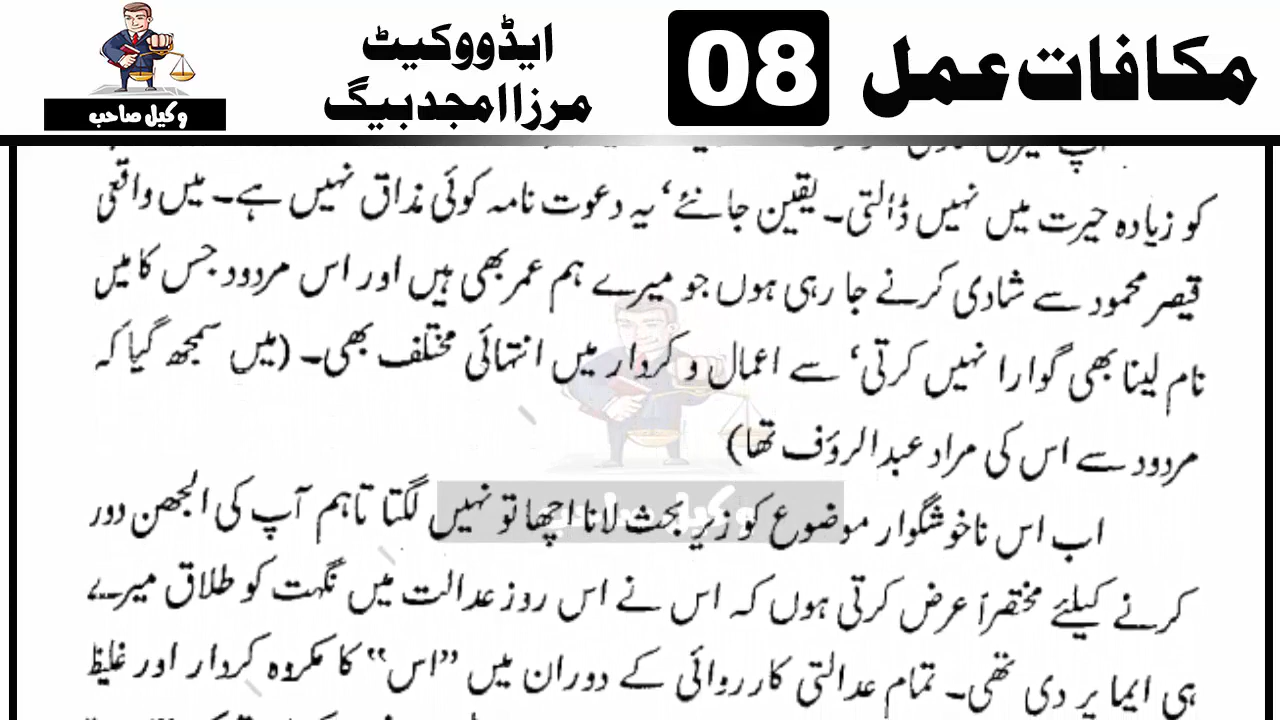 مکافات عمل
08
ایڈووکیٹ
مرزا امجد بیگ
وکیل صاحب
کو زیادہ حیرت میں نہیں ڈالتی۔ یقین جانئے‘ یہ دعوت نامہ کوئی مذاق نہیں ہے۔ میں واقعی
قیصر محمود سے شادی کرنے جا رہی ہوں جو میرے ہم عمر بھی ہیں اور اس مردود جس کا میں
نام لینا بھی گوارا نہیں کرتی‘ سے اعمال و کردار میں انتہائی مختلف بھی۔ (میں سمجھ گیا کہ
مردود سے اس کی مراد عبدالرؤف تھا)
اب اس ناخوشگوار موضوع کو زیر بحث لانا اچھا تو نہیں لگتا تاہم آپ کی الجھن دور
کرنے کیلئے مختصراً عرض کرتی ہوں کہ اس نے اس روز عدالت میں نگہت کو طلاق میرے
ہی ایما پر دی تھی۔ تمام عدالتی کارروائی کے دوران میں ”اس“ کا مکروہ کردار اور غلیظ